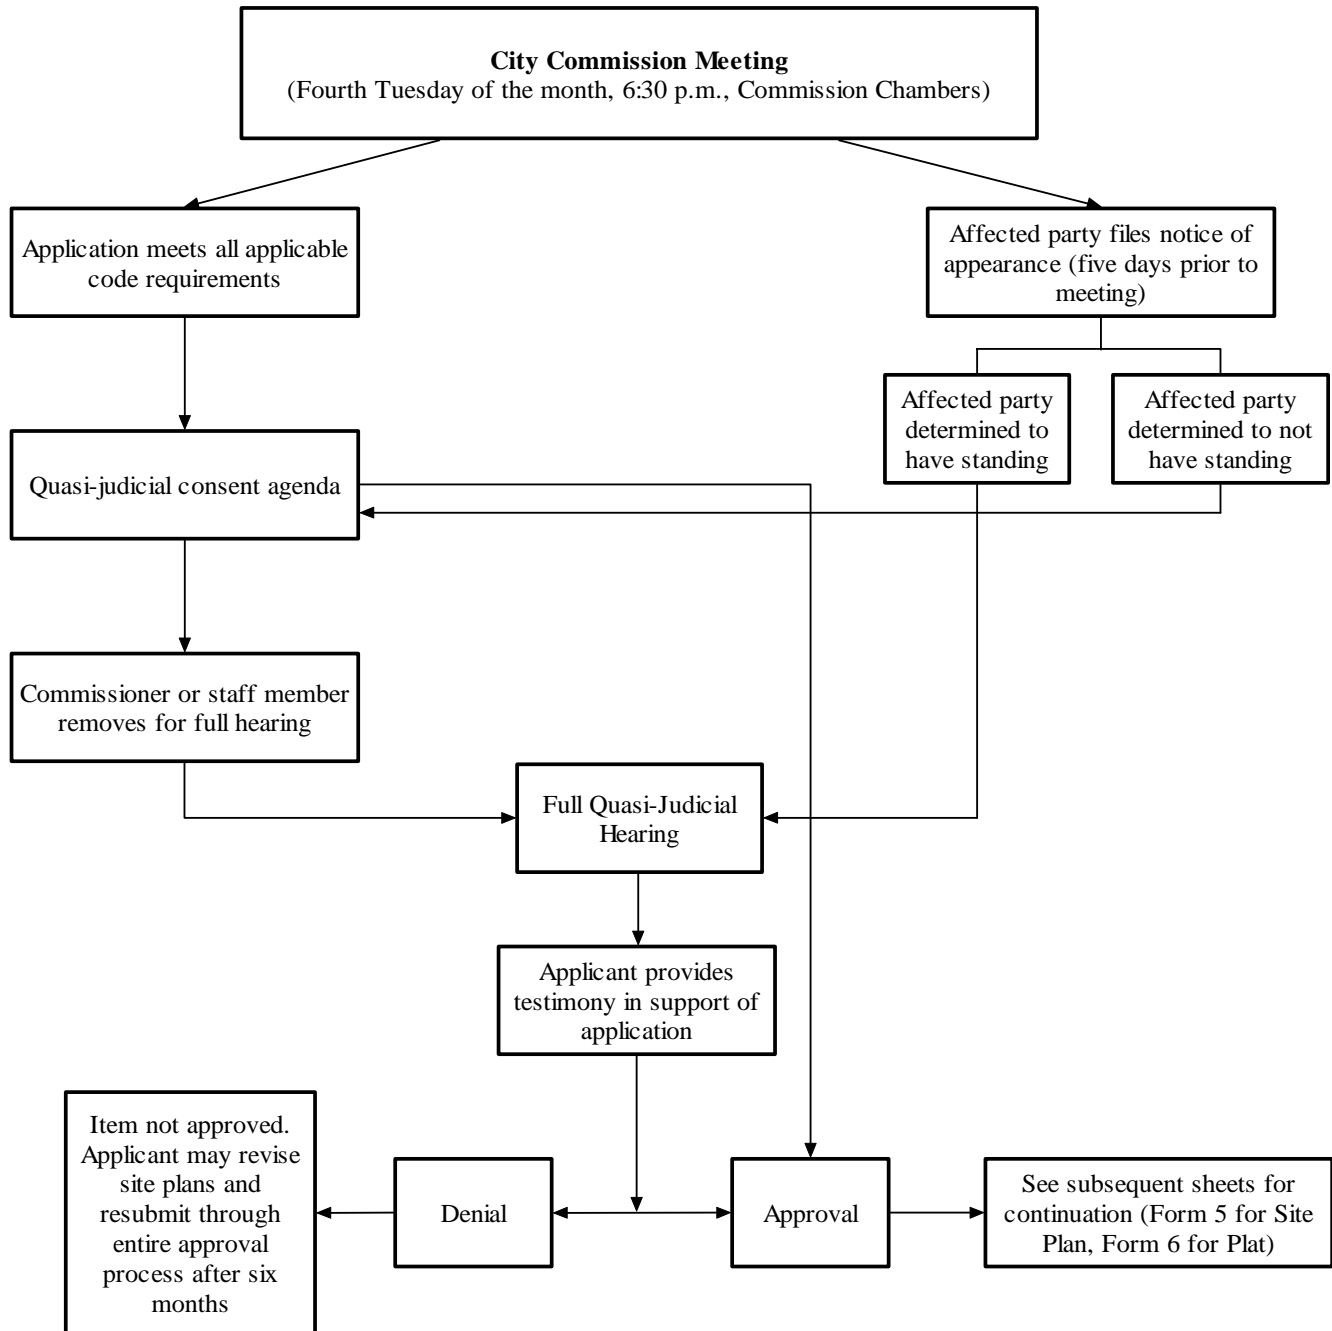 City Commission Meeting
(Fourth Tuesday of the month, 6:30 p.m., Commission Chambers)
Application meets all applicable
code requirements
Affected party files notice of
appearance (five days prior to
meeting)
Affected party
determined to
have standing
Affected party
determined to not
have standing
Quasi-judicial consent agenda
Commissioner or staff member
removes for full hearing
Full Quasi-Judicial
Hearing
Applicant provides
testimony in support of
application
Item not approved.
Applicant may revise
site plans and
resubmit through
entire approval
process after six
months
Denial
Approval
See subsequent sheets for
continuation (Form 5 for Site
Plan, Form 6 for Plat)